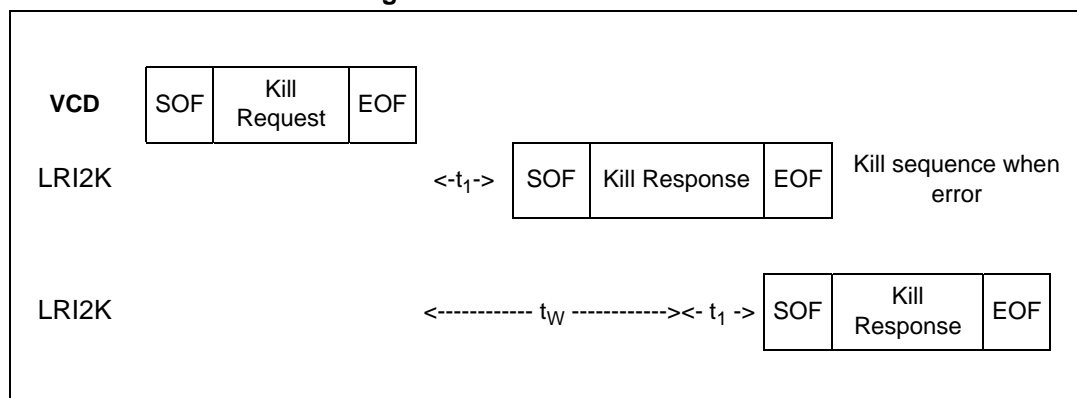 VCD SOF Kill Request EOF
LRI2K <-t1-> SOF Kill Response EOF Kill sequence when error
LRI2K <------------ tW -------------><- t1 -> SOF Kill Response EOF